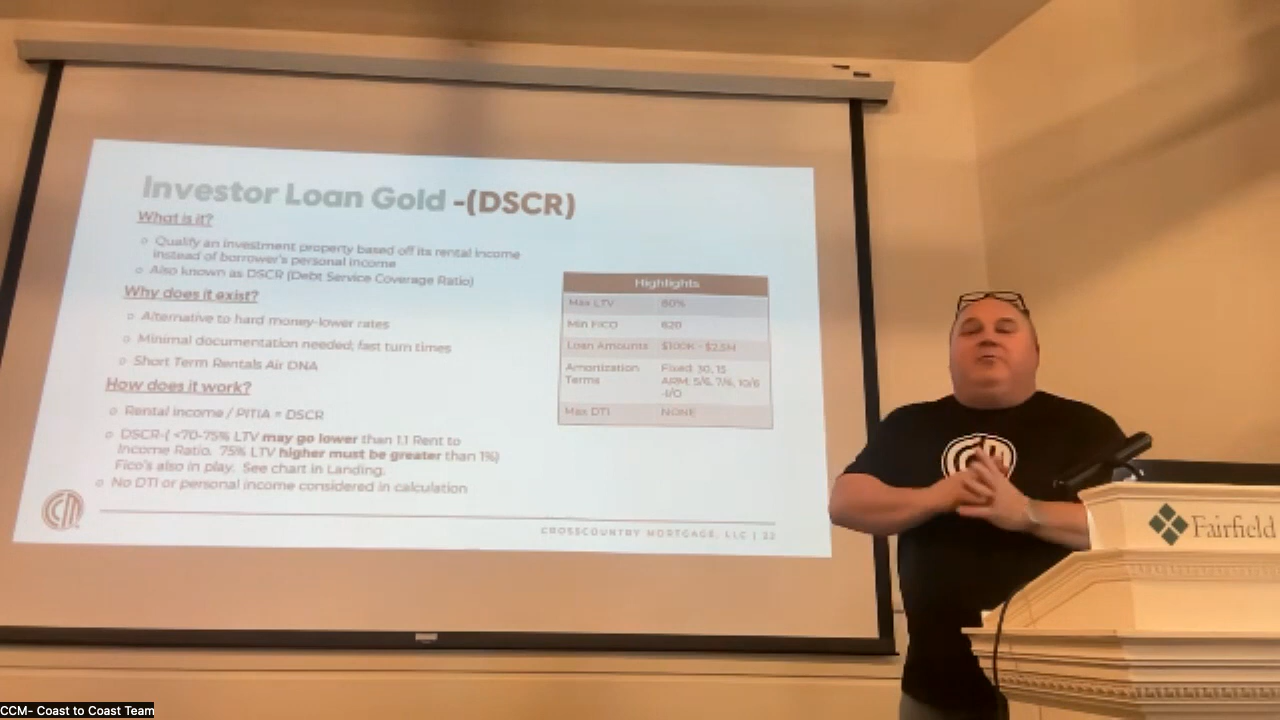 Investor Loan Gold -(DSCR)
What is it?
Qualify an investment property based off its rental income
instead of borrower's personal income
Also known as DSCR (Debt Service Coverage Ratio)
Why does it exist?
Alternative to hard money-lower rates
Minimal documentation needed; fast turn times
Short Term Rentals Air DNA
How does it work?
Rental income / PITIA = DSCR
DSCR-( <70-75% LTV may go lower than 1.1 Rent to
Income Ratio. 75% LTV higher must be greater than 1%)
Fico's also in play. See chart in Landing.
No DTI or personal income considered in calculation
Highlights
Max LTV 80%
Min FICO 620
Loan Amounts $100K - $2.5M
Amortization Fixed: 30, 15
Terms ARM: 5/6, 7/6, 10/6
-I/O
Max DTI NONE
CROSSCOUNTRY MORTGAGE, LLC | 22
Fairfield
CCM- Coast to Coast Team